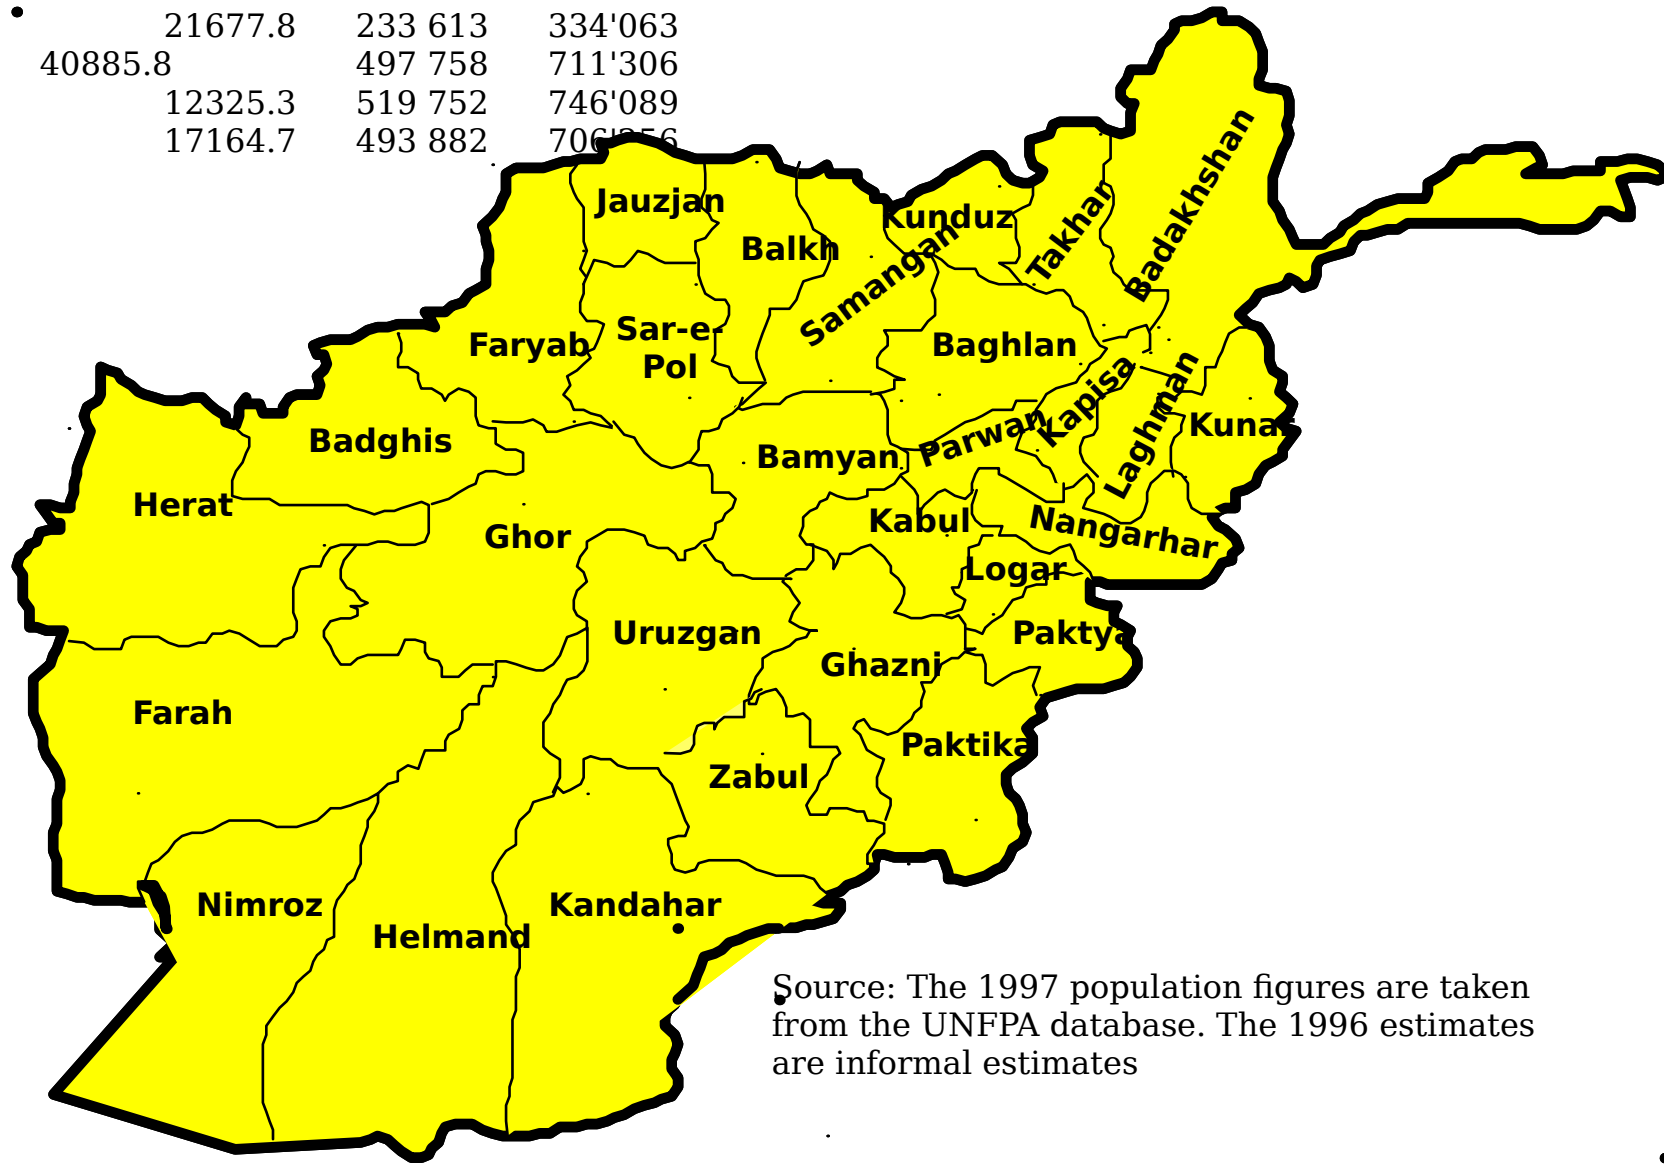 21677.8 233 613 334'063
40885.8 497 758 711'306
12325.3 519 752 746'089
17164.7 493 882
Jauzjan
Balkh
Kunduz
Samangan
Takhar
Badakhshan
Faryab
Sar-e-
Pol
Baghlan
Badghis
Bamyan
Parwan
Kapisa
Laghman
Kunar
Herat
Ghor
Kabul
Nangarhar
Logar
Uruzgan
Paktya
Ghazni
Farah
Zabul
Paktika
Nimroz
Helmand
Kandahar
Source: The 1997 population figures are taken
from the UNFPA database. The 1996 estimates
are informal estimates